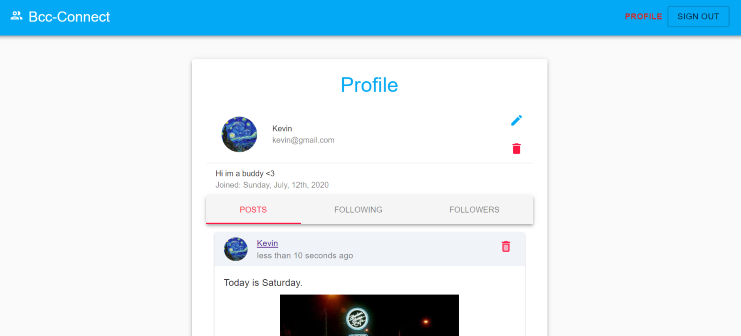 Bcc-Connect
PROFILE
SIGN OUT
Profile
Kevin
kevin@gmail.com
Hi im a buddy <3
Joined: Sunday, July, 12th, 2020
POSTS
FOLLOWING
FOLLOWERS
Kevin
less than 10 seconds ago
Today is Saturday.